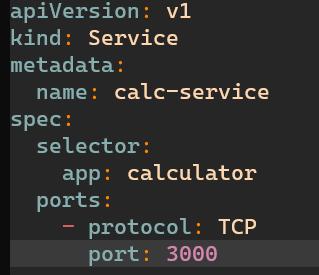 apiVersion: v1
kind: Service
metadata:
  name: calc-service
spec:
  selector:
    app: calculator
  ports:
    - protocol: TCP
      port: 3000